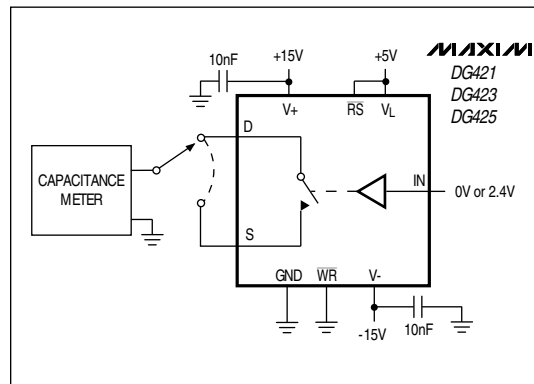 +15V
+5V
10nF
MAXIM
DG421
DG423
DG425
V+
RS
VL
D
CAPACITANCE
METER
IN
0V or 2.4V
S
GND
WR
V-
-15V
10nF